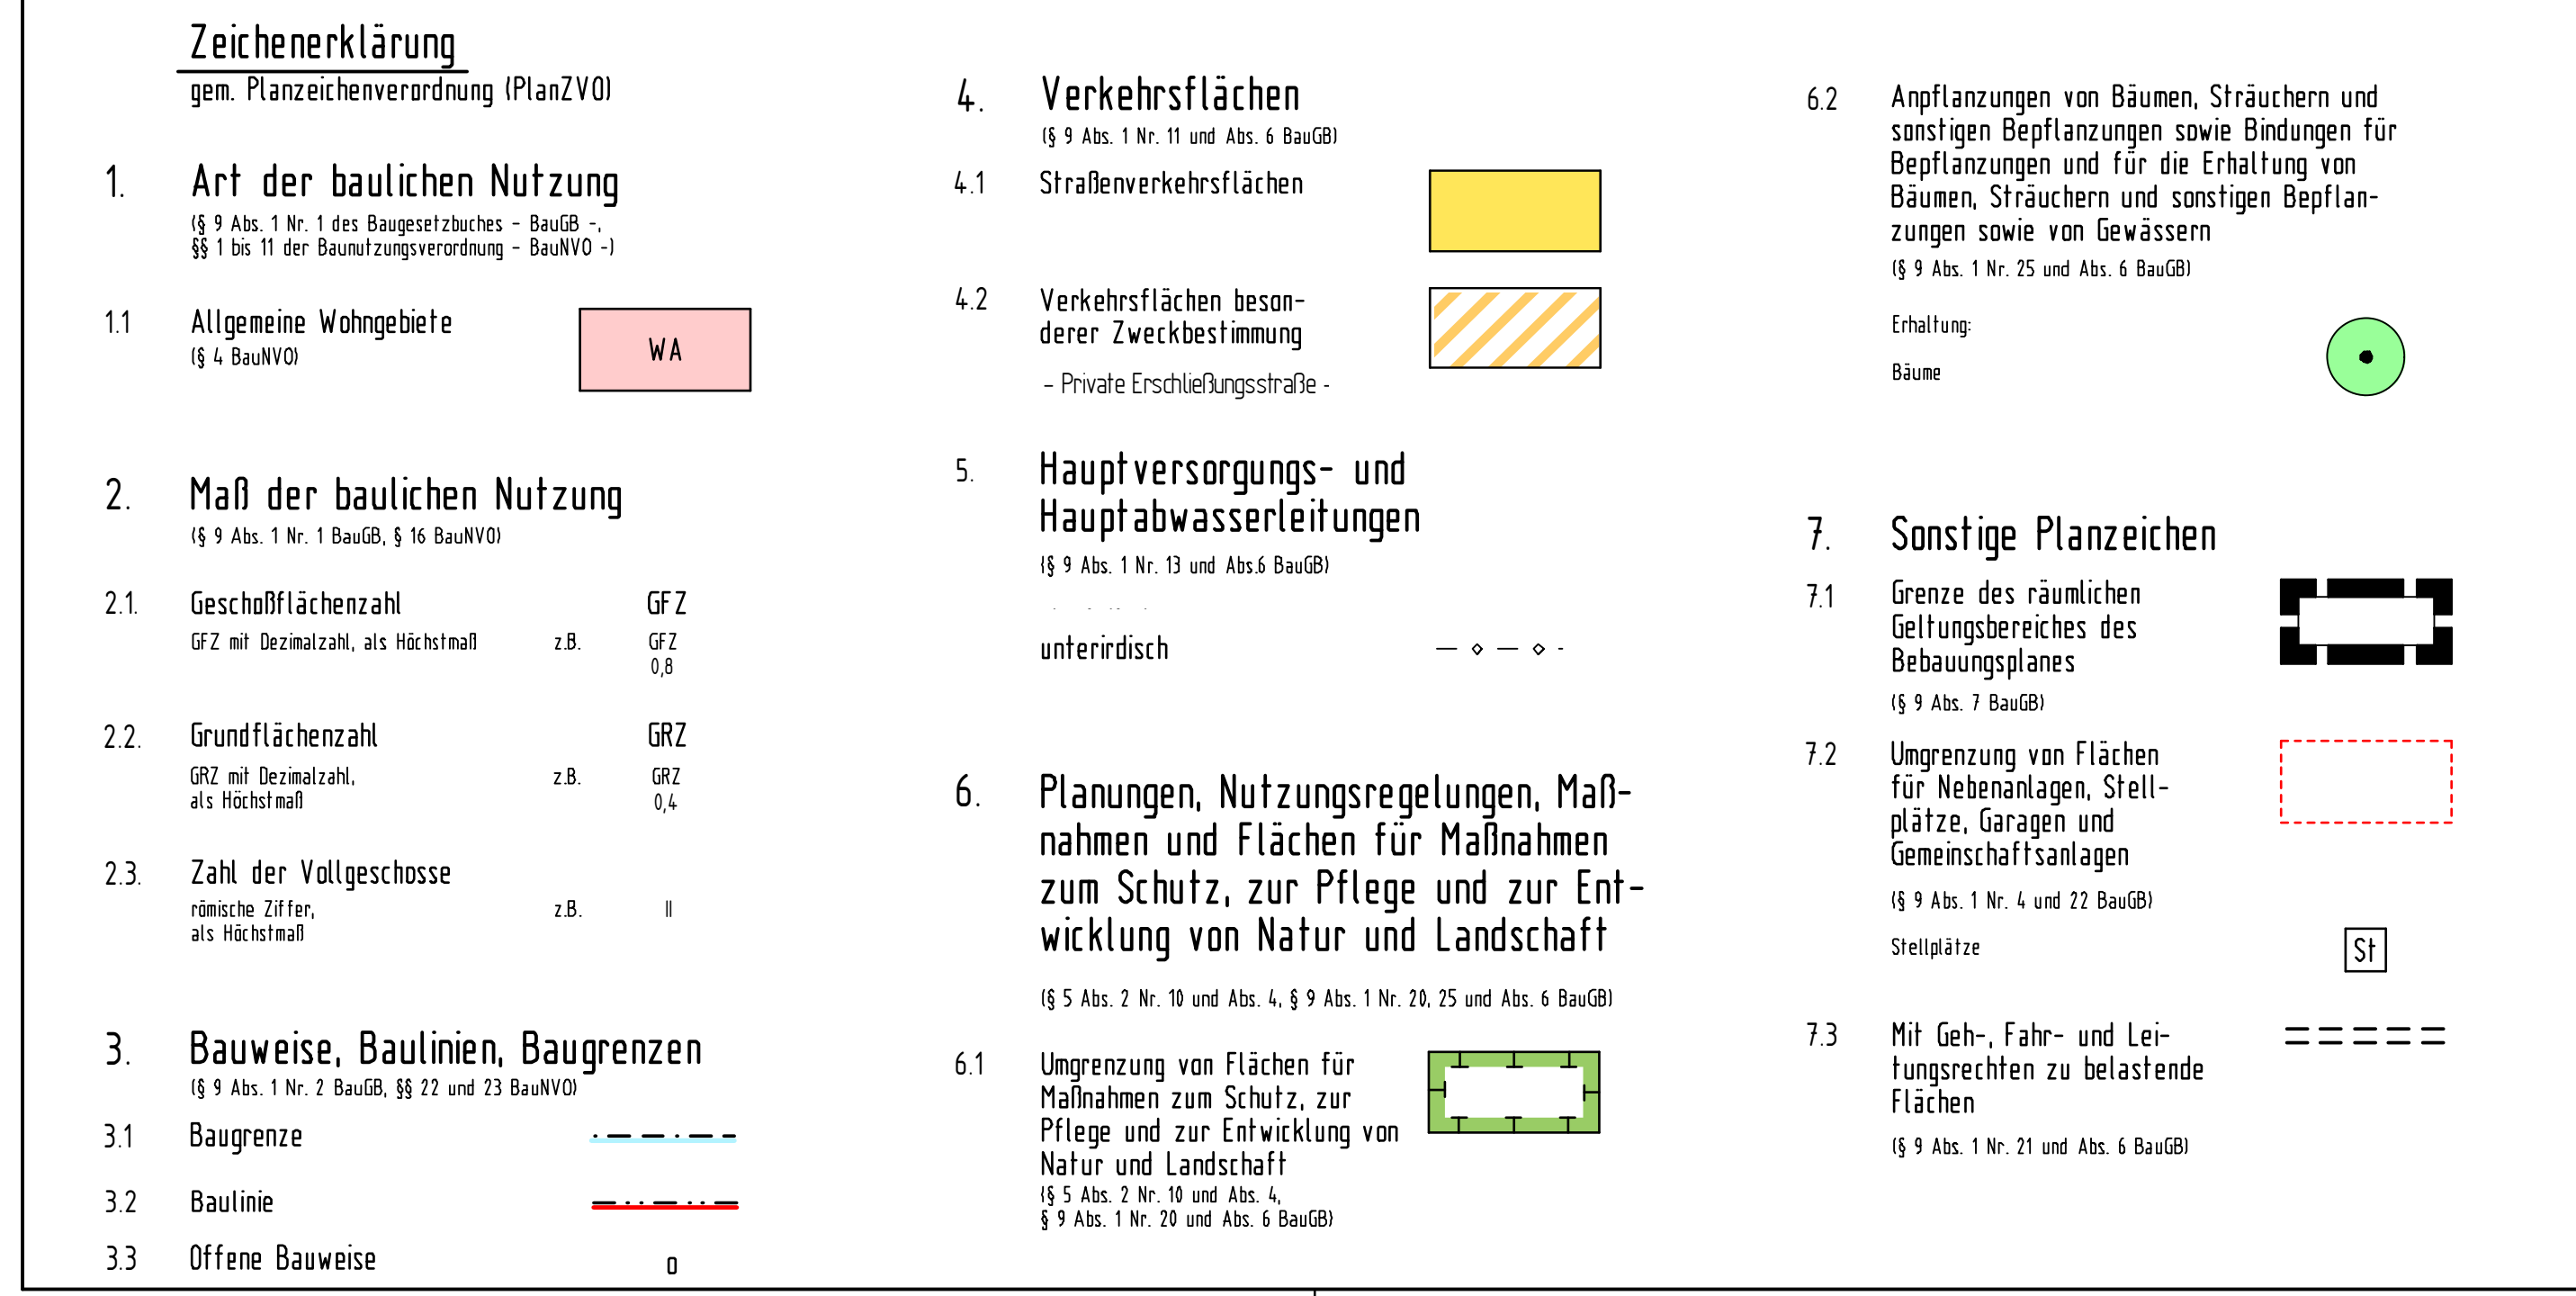 Zeichenerklärung
gem. Planzeichenverordnung (PlanZVO)
1. Art der baulichen Nutzung
(§ 9 Abs. 1 Nr. 1 des Baugesetzbuches - BauGB -,
§§ 1 bis 11 der Baunutzungsverordnung - BauNVO -)
1.1 Allgemeine Wohngebiete
WA
(§ 4 BauNVO)
2. Maß der baulichen Nutzung
(§ 9 Abs. 1 Nr. 1 BauGB, § 16 BauNVO)
2.1. Geschoßflächenzahl GFZ
GFZ mit Dezimalzahl, als Höchstmaß z.B. GFZ
0,8
2.2. Grundflächenzahl GRZ
GRZ mit Dezimalzahl, z.B. GRZ
als Höchstmaß 0,4
2.3. Zahl der Vollgeschosse
römische Ziffer, z.B. II
als Höchstmaß
3. Bauweise, Baulinien, Baugrenzen
(§ 9 Abs. 1 Nr. 2 BauGB, §§ 22 und 23 BauNVO)
3.1 Baugrenze
3.2 Baulinie
3.3 Offene Bauweise o
4. Verkehrsflächen
(§ 9 Abs. 1 Nr. 11 und Abs. 6 BauGB)
4.1 Straßenverkehrsflächen
4.2 Verkehrsflächen beson-
derer Zweckbestimmung
- Private Erschließungsstraße -
5. Hauptversorgungs- und
Hauptabwasserleitungen
(§ 9 Abs. 1 Nr. 13 und Abs.6 BauGB)
unterirdisch
6. Planungen, Nutzungsregelungen, Maß-
nahmen und Flächen für Maßnahmen
zum Schutz, zur Pflege und zur Ent-
wicklung von Natur und Landschaft
(§ 5 Abs. 2 Nr. 10 und Abs. 4, § 9 Abs. 1 Nr. 20, 25 und Abs. 6 BauGB)
6.1 Umgrenzung von Flächen für
Maßnahmen zum Schutz, zur
Pflege und zur Entwicklung von
Natur und Landschaft
(§ 5 Abs. 2 Nr. 10 und Abs. 4,
§ 9 Abs. 1 Nr. 20 und Abs. 6 BauGB)
6.2 Anpflanzungen von Bäumen, Sträuchern und
sonstigen Bepflanzungen sowie Bindungen für
Bepflanzungen und für die Erhaltung von
Bäumen, Sträuchern und sonstigen Bepflan-
zungen sowie von Gewässern
(§ 9 Abs. 1 Nr. 25 und Abs. 6 BauGB)
Erhaltung:
Bäume
7. Sonstige Planzeichen
7.1 Grenze des räumlichen
Geltungsbereiches des
Bebauungsplanes
(§ 9 Abs. 7 BauGB)
7.2 Umgrenzung von Flächen
für Nebenanlagen, Stell-
plätze, Garagen und
Gemeinschaftsanlagen
(§ 9 Abs. 1 Nr. 4 und 22 BauGB)
Stellplätze St
7.3 Mit Geh-, Fahr- und Lei-
tungsrechten zu belastende
Flächen
(§ 9 Abs. 1 Nr. 21 und Abs. 6 BauGB)